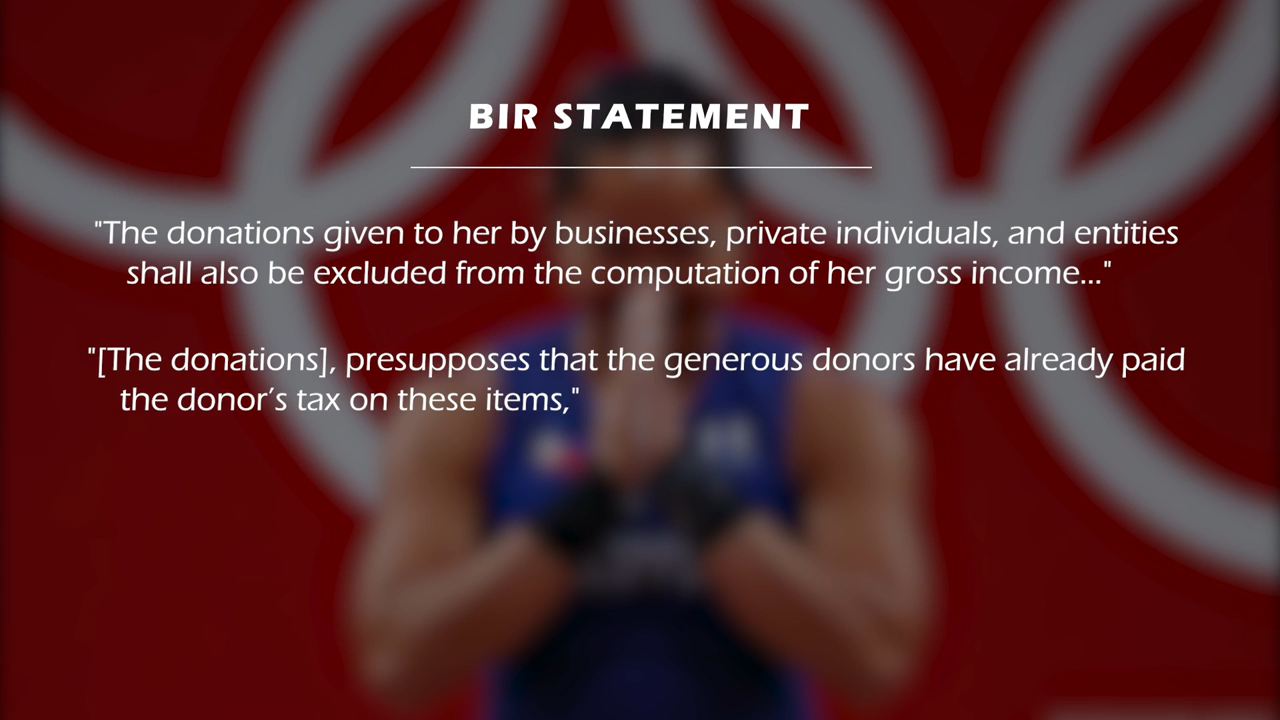 BIR STATEMENT
"The donations given to her by businesses, private individuals, and entities
shall also be excluded from the computation of her gross income..."
"[The donations], presupposes that the generous donors have already paid
the donor's tax on these items,"